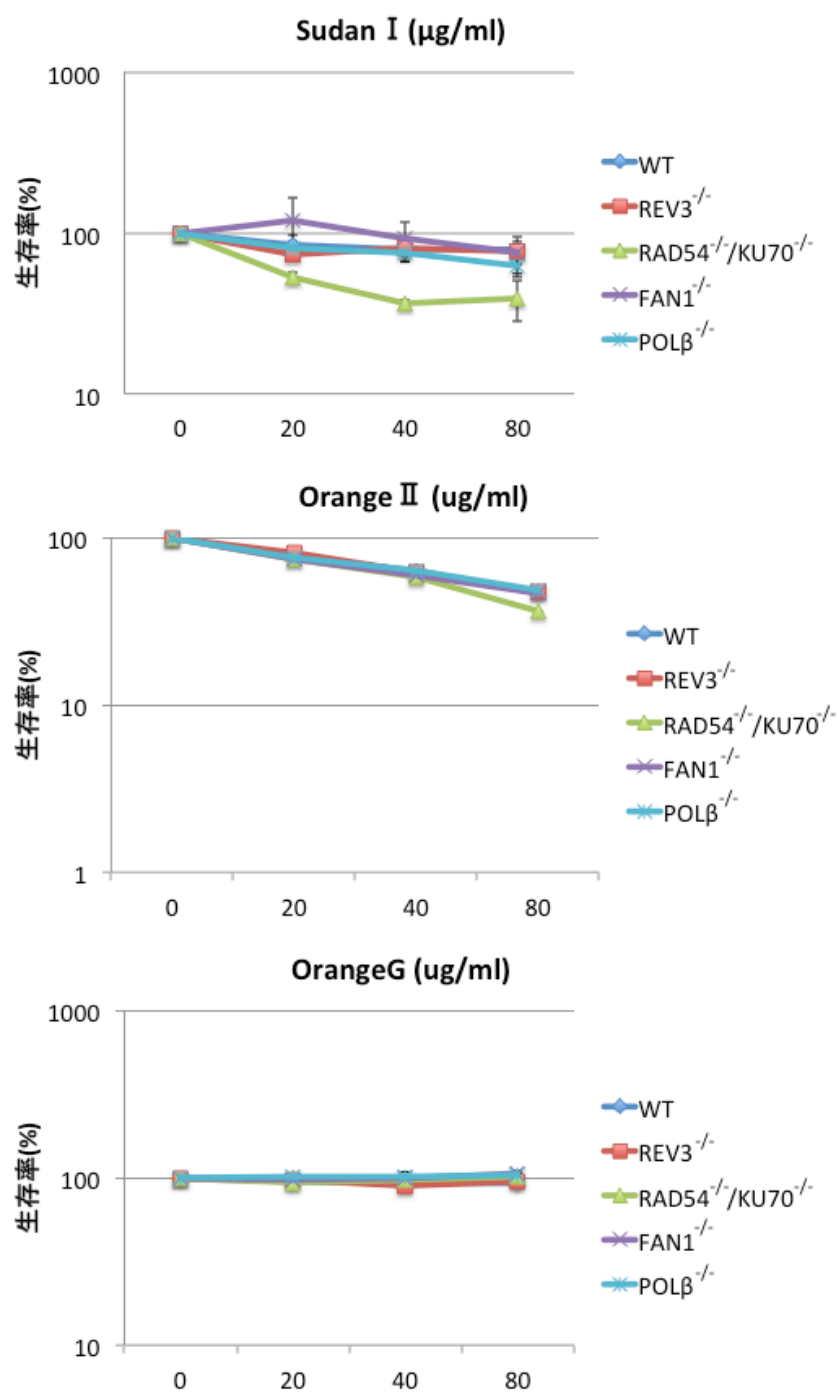 Sudan Ⅰ (µg/ml)
1000
100
10
生存率(%)
0 20 40 80
WT
REV3-/-
RAD54-/-/KU70-/-
FAN1-/-
POLβ-/-
Orange Ⅱ (ug/ml)
100
10
1
生存率(%)
0 20 40 80
WT
REV3-/-
RAD54-/-/KU70-/-
FAN1-/-
POLβ-/-
OrangeG (ug/ml)
1000
100
10
生存率(%)
0 20 40 80
WT
REV3-/-
RAD54-/-/KU70-/-
FAN1-/-
POLβ-/-